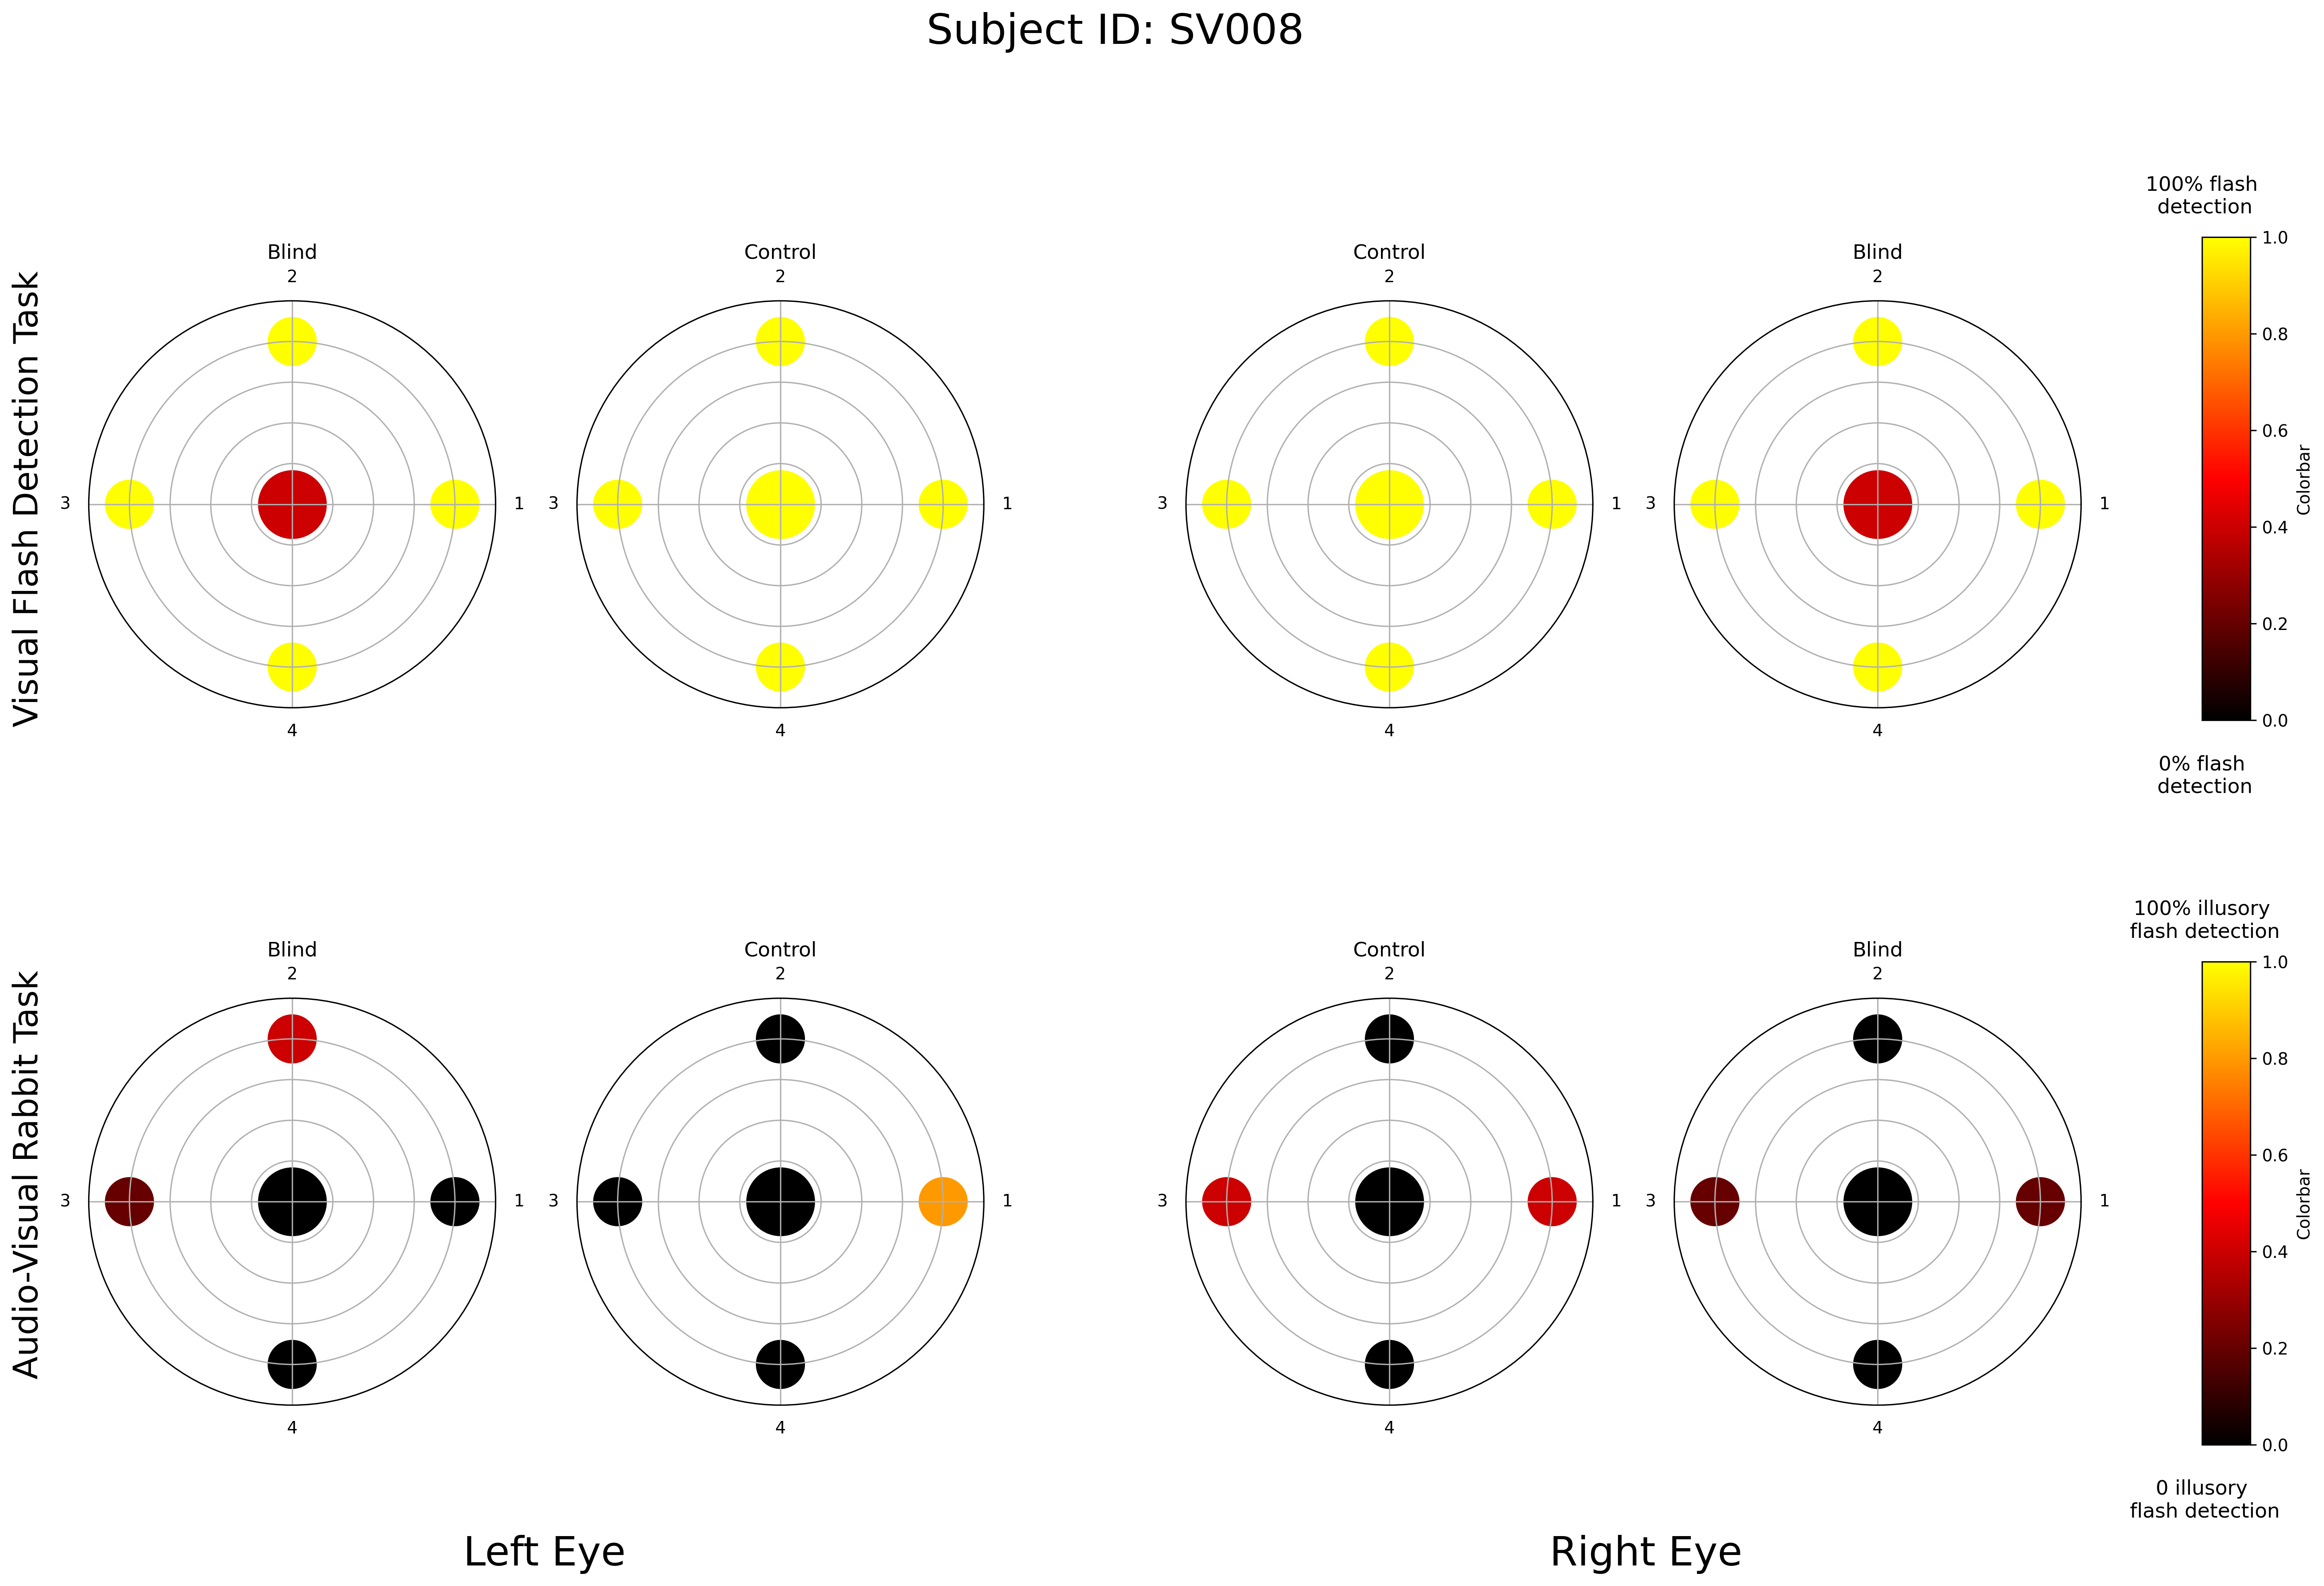 Subject ID: SV008
Visual Flash Detection Task
Blind
2
3
1
4
Control
2
3
1
4
Control
2
3
1
4
Blind
2
3
1
4
100% flash
detection
1.0
0.8
0.6
0.4
0.2
0.0
Colorbar
0% flash
detection
Audio-Visual Rabbit Task
Blind
2
3
1
4
Control
2
3
1
4
Control
2
3
1
4
Blind
2
3
1
4
100% illusory
flash detection
1.0
0.8
0.6
0.4
0.2
0.0
Colorbar
0 illusory
flash detection
Left Eye
Right Eye